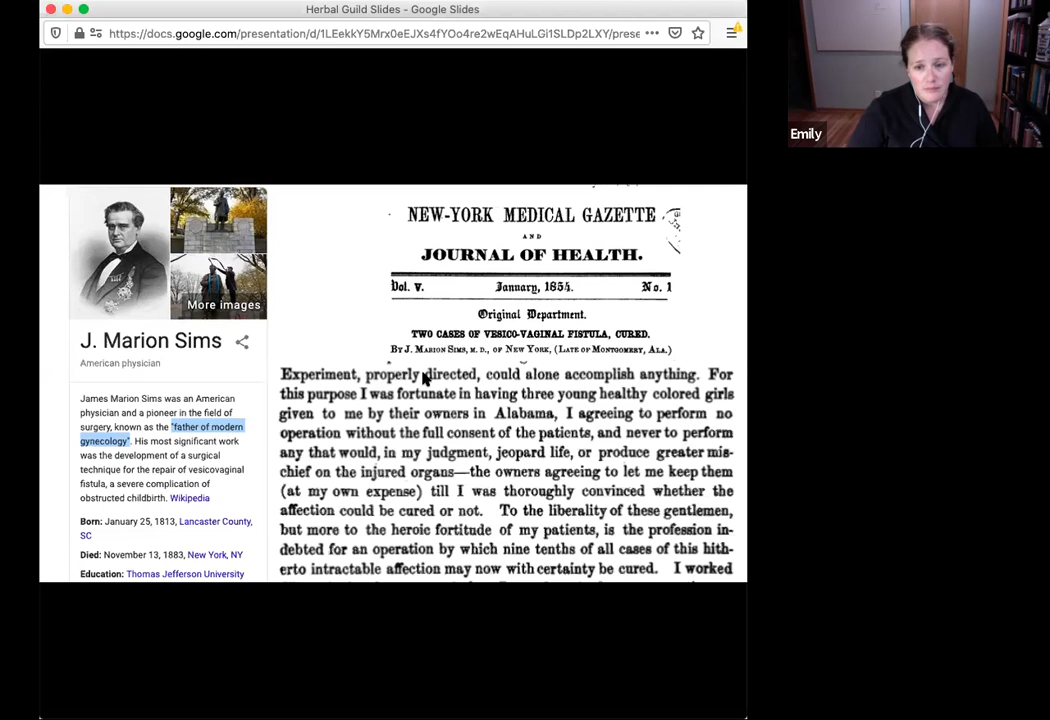 Herbal Guild Slides - Google Slides
https://docs.google.com/presentation/d/1LEekkY5Mrx0eEJXs4fYOo4re2wEqAHuLGi1SLDp2LXY/prese
Emily
More images
J. Marion Sims
American physician
James Marion Sims was an American
physician and a pioneer in the field of
surgery, known as the "father of modern
gynecology". His most significant work
was the development of a surgical
technique for the repair of vesicovaginal
fistula, a severe complication of
obstructed childbirth. Wikipedia
Born: January 25, 1813, Lancaster County,
SC
Died: November 13, 1883, New York, NY
Education: Thomas Jefferson University
NEW-YORK MEDICAL GAZETTE
AND
JOURNAL OF HEALTH.
Vol. V. January, 1854. No. 1
Original Department.
TWO CASES OF VESICO-VAGINAL FISTULA, CURED.
BY J. MARION SIMS, M. D., OF NEW YORK, (LATE OF MONTGOMERY, ALA.)
Experiment, properly directed, could alone accomplish anything. For
this purpose I was fortunate in having three young healthy colored girls
given to me by their owners in Alabama, I agreeing to perform no
operation without the full consent of the patients, and never to perform
any that would, in my judgment, jeopard life, or produce greater mis-
chief on the injured organs—the owners agreeing to let me keep them
(at my own expense) till I was thoroughly convinced whether the
affection could be cured or not. To the liberality of these gentlemen,
but more to the heroic fortitude of my patients, is the profession in-
debted for an operation by which nine tenths of all cases of this hith-
erto intractable affection may now with certainty be cured. I worked